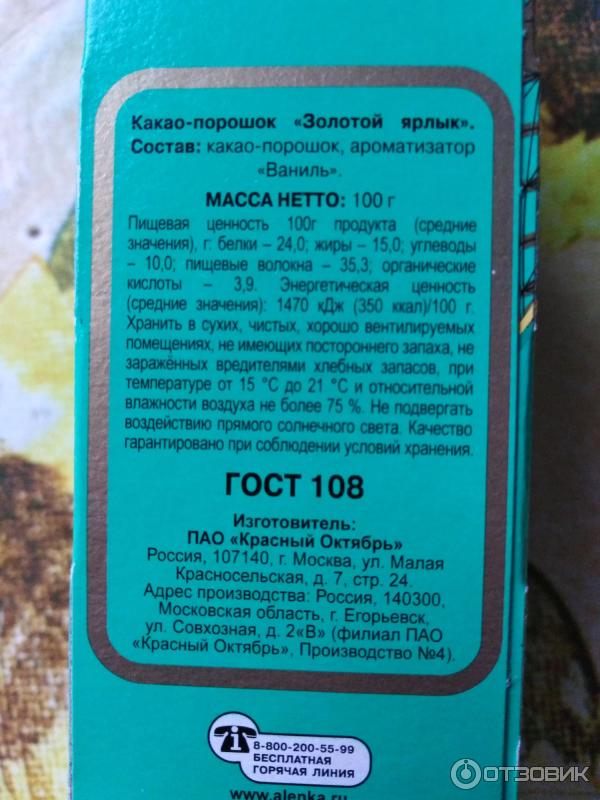 Какао-порошок «Золотой ярлык».
Состав: какао-порошок, ароматизатор
«Ваниль».
МАССА НЕТТО: 100 г
Пищевая ценность 100г продукта (средние
значения), г: белки – 24,0; жиры – 15,0; углеводы
– 10,0; пищевые волокна – 35,3; органические
кислоты – 3,9. Энергетическая ценность
(средние значения): 1470 кДж (350 ккал)/100 г.
Хранить в сухих, чистых, хорошо вентилируемых
помещениях, не имеющих постороннего запаха, не
заражённых вредителями хлебных запасов, при
температуре от 15 °С до 21 °С и относительной
влажности воздуха не более 75 %. Не подвергать
воздействию прямого солнечного света. Качество
гарантировано при соблюдении условий хранения.
ГОСТ 108
Изготовитель:
ПАО «Красный Октябрь»
Россия, 107140, г. Москва, ул. Малая
Красносельская, д. 7, стр. 24.
Адрес производства: Россия, 140300,
Московская область, г. Егорьевск,
ул. Совхозная, д. 2«В» (филиал ПАО
«Красный Октябрь», Производство №4).
8-800-200-55-99
БЕСПЛАТНАЯ
ГОРЯЧАЯ ЛИНИЯ
www.alenka.ru
ОТЗОВИК